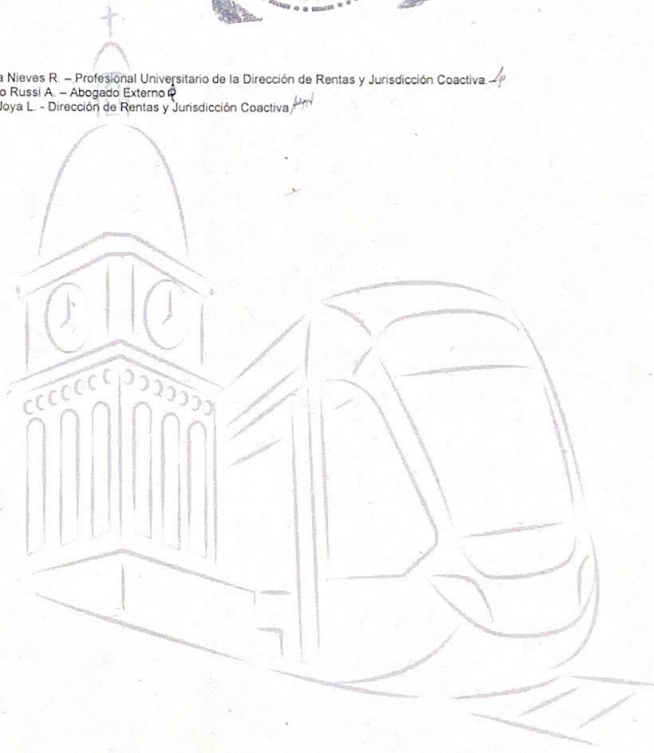 Nieves R. – Profesional Universitario de la Dirección de Rentas y Jurisdicción Coactiva.
Russi A. – Abogado Externo
Joya L. - Dirección de Rentas y Jurisdicción Coactiva